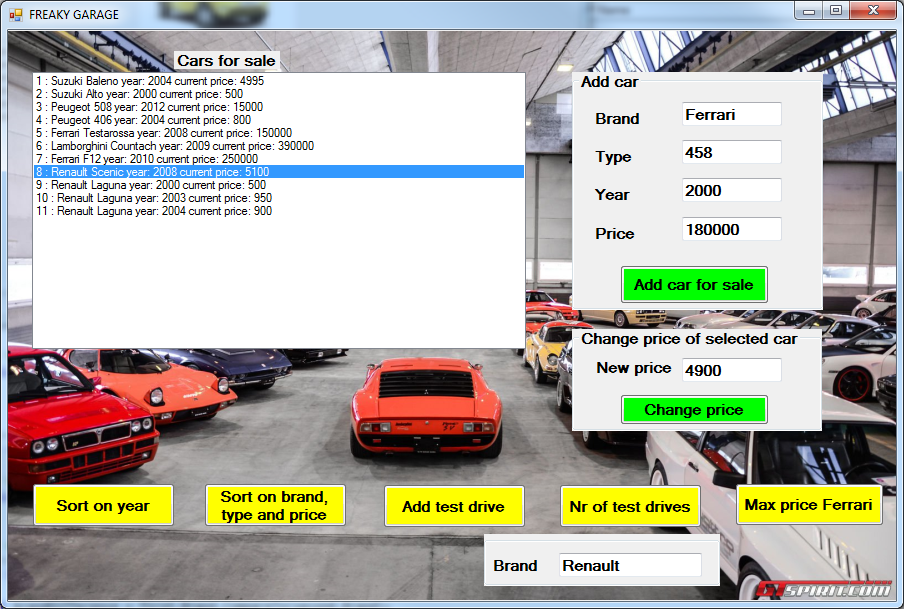 FREAKY GARAGE
Cars for sale
1 : Suzuki Baleno year: 2004 current price: 4995
2 : Suzuki Alto year: 2000 current price: 500
3 : Peugeot 508 year: 2012 current price: 15000
4 : Peugeot 406 year: 2004 current price: 800
5 : Ferrari Testarossa year: 2008 current price: 150000
6 : Lamborghini Countach year: 2009 current price: 390000
7 : Ferrari F12 year: 2010 current price: 250000
8 : Renault Scenic year: 2008 current price: 5100
9 : Renault Laguna year: 2000 current price: 500
10 : Renault Laguna year: 2003 current price: 950
11 : Renault Laguna year: 2004 current price: 900
Add car
Brand Ferrari
Type 458
Year 2000
Price 180000
Add car for sale
Change price of selected car
New price 4900
Change price
Sort on year
Sort on brand,
type and price
Add test drive
Nr of test drives
Max price Ferrari
Brand Renault
GTSPIRIT.COM